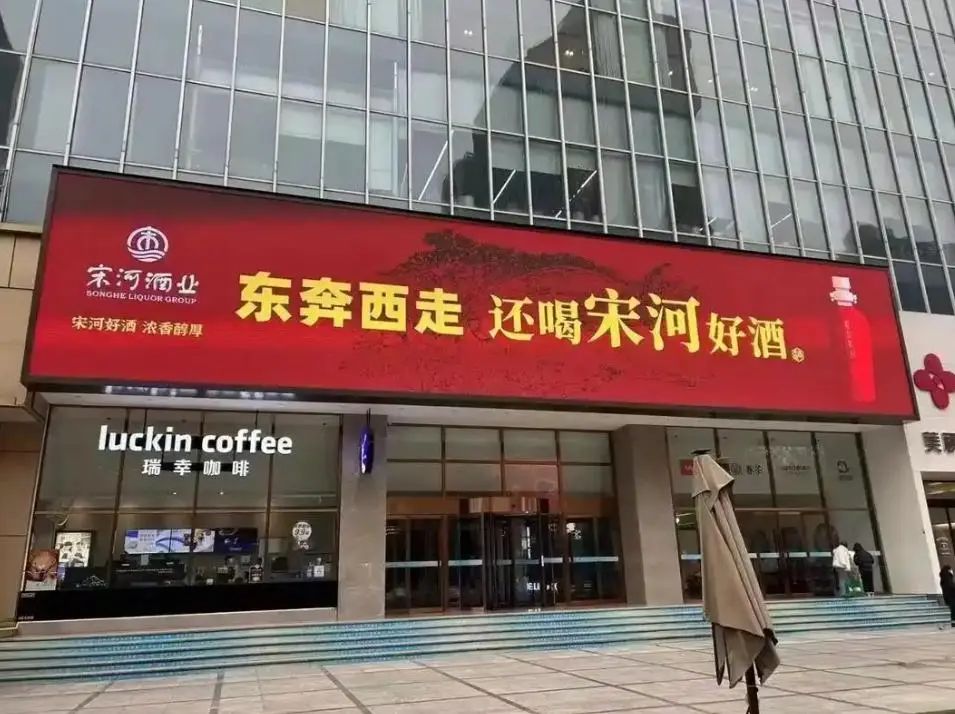 宋河酒业
SONGHE LIQUOR GROUP
宋河好酒 浓香醇厚
东奔西走 还喝宋河好酒
luckin coffee
瑞幸咖啡